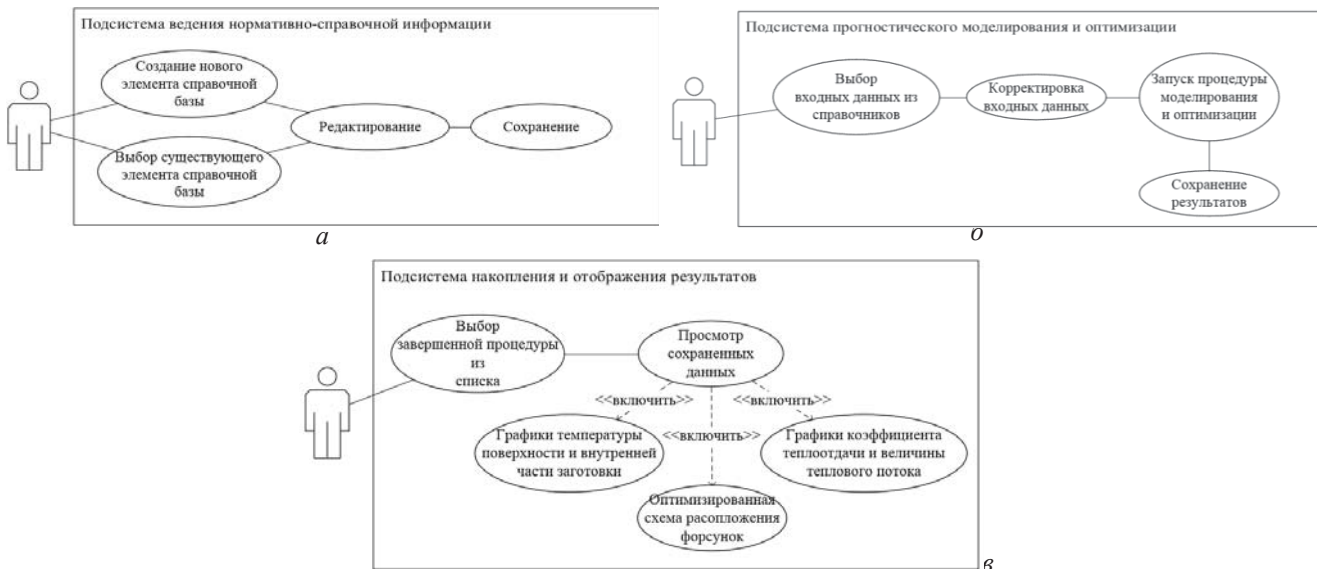 Подсистема ведения нормативно-справочной информации
Создание нового
элемента справочной
базы
Редактирование
Сохранение
Выбор существующего
элемента справочной
базы
а
Подсистема прогностического моделирования и оптимизации
Выбор
входных данных из
справочников
Корректировка
входных данных
Запуск процедуры
моделирования
и оптимизации
Сохранение
результатов
Подсистема накопления и отображения результатов
Выбор
завершенной процедуры
из
списка
Просмотр
сохраненных
данных
<<включить>>
<<включить>>
<<включить>>
Графики температуры
поверхности и внутренней
части заготовки
Графики коэффициента
теплоотдачи и величины
теплового потока
Оптимизированная
схема расопложения
форсунок
в